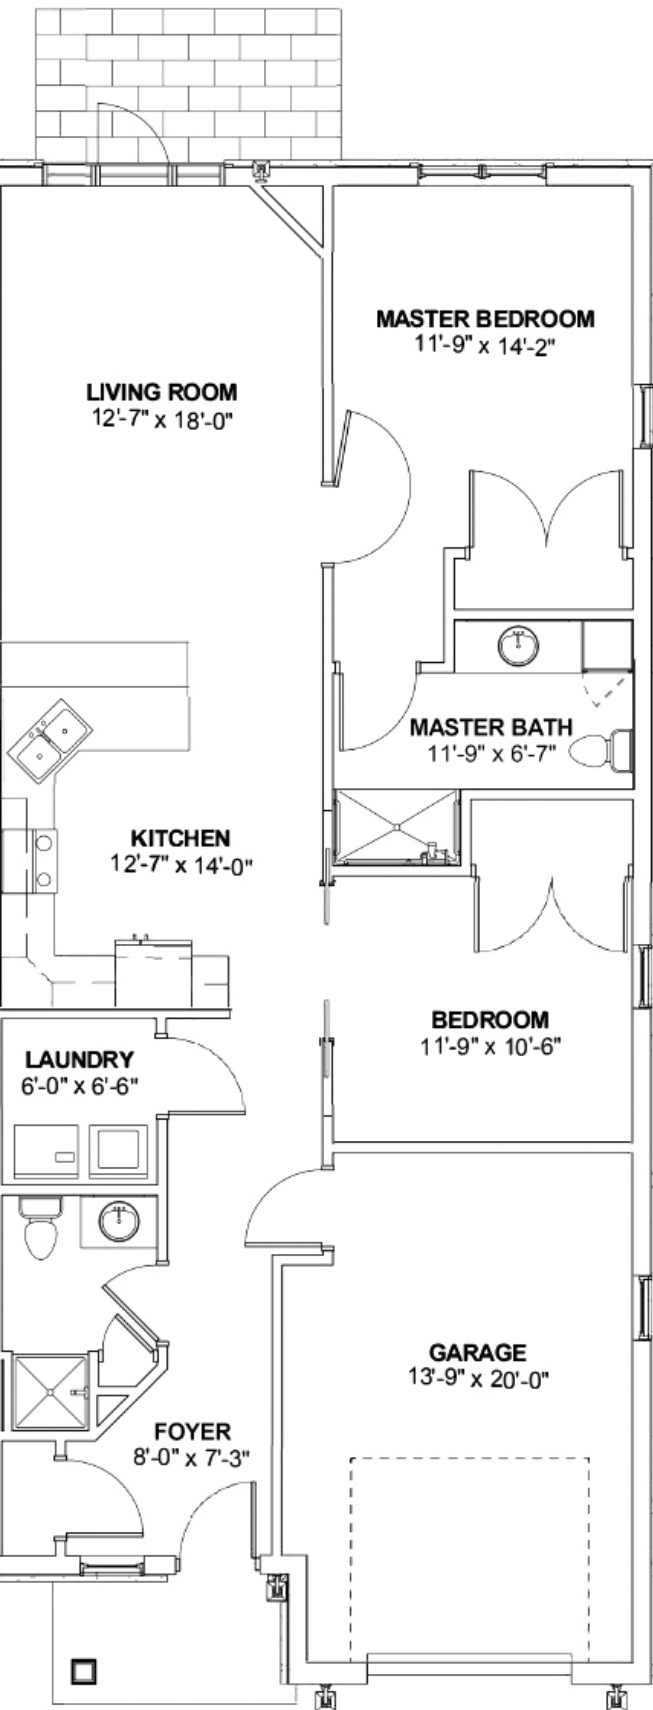 MASTER BEDROOM
11'-9" x 14'-2"
LIVING ROOM
12'-7" x 18'-0"
MASTER BATH
11'-9" x 6'-7"
KITCHEN
12'-7" x 14'-0"
BEDROOM
11'-9" x 10'-6"
LAUNDRY
6'-0" x 6'-6"
GARAGE
13'-9" x 20'-0"
FOYER
8'-0" x 7'-3"